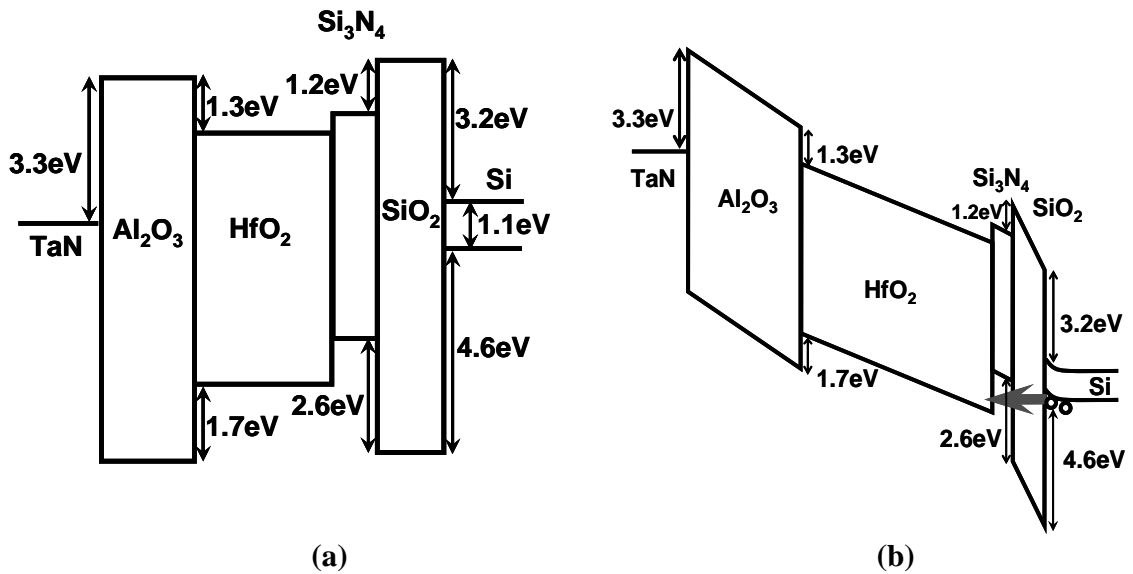 Si3N4
1.2eV
1.3eV
3.2eV
3.3eV
Si
TaN
Al2O3
HfO2
SiO2
1.1eV
4.6eV
2.6eV
1.7eV
(a)
3.3eV
1.3eV
TaN
Al2O3
Si3N4
1.2eV
SiO2
HfO2
3.2eV
1.7eV
Si
2.6eV
4.6eV
(b)